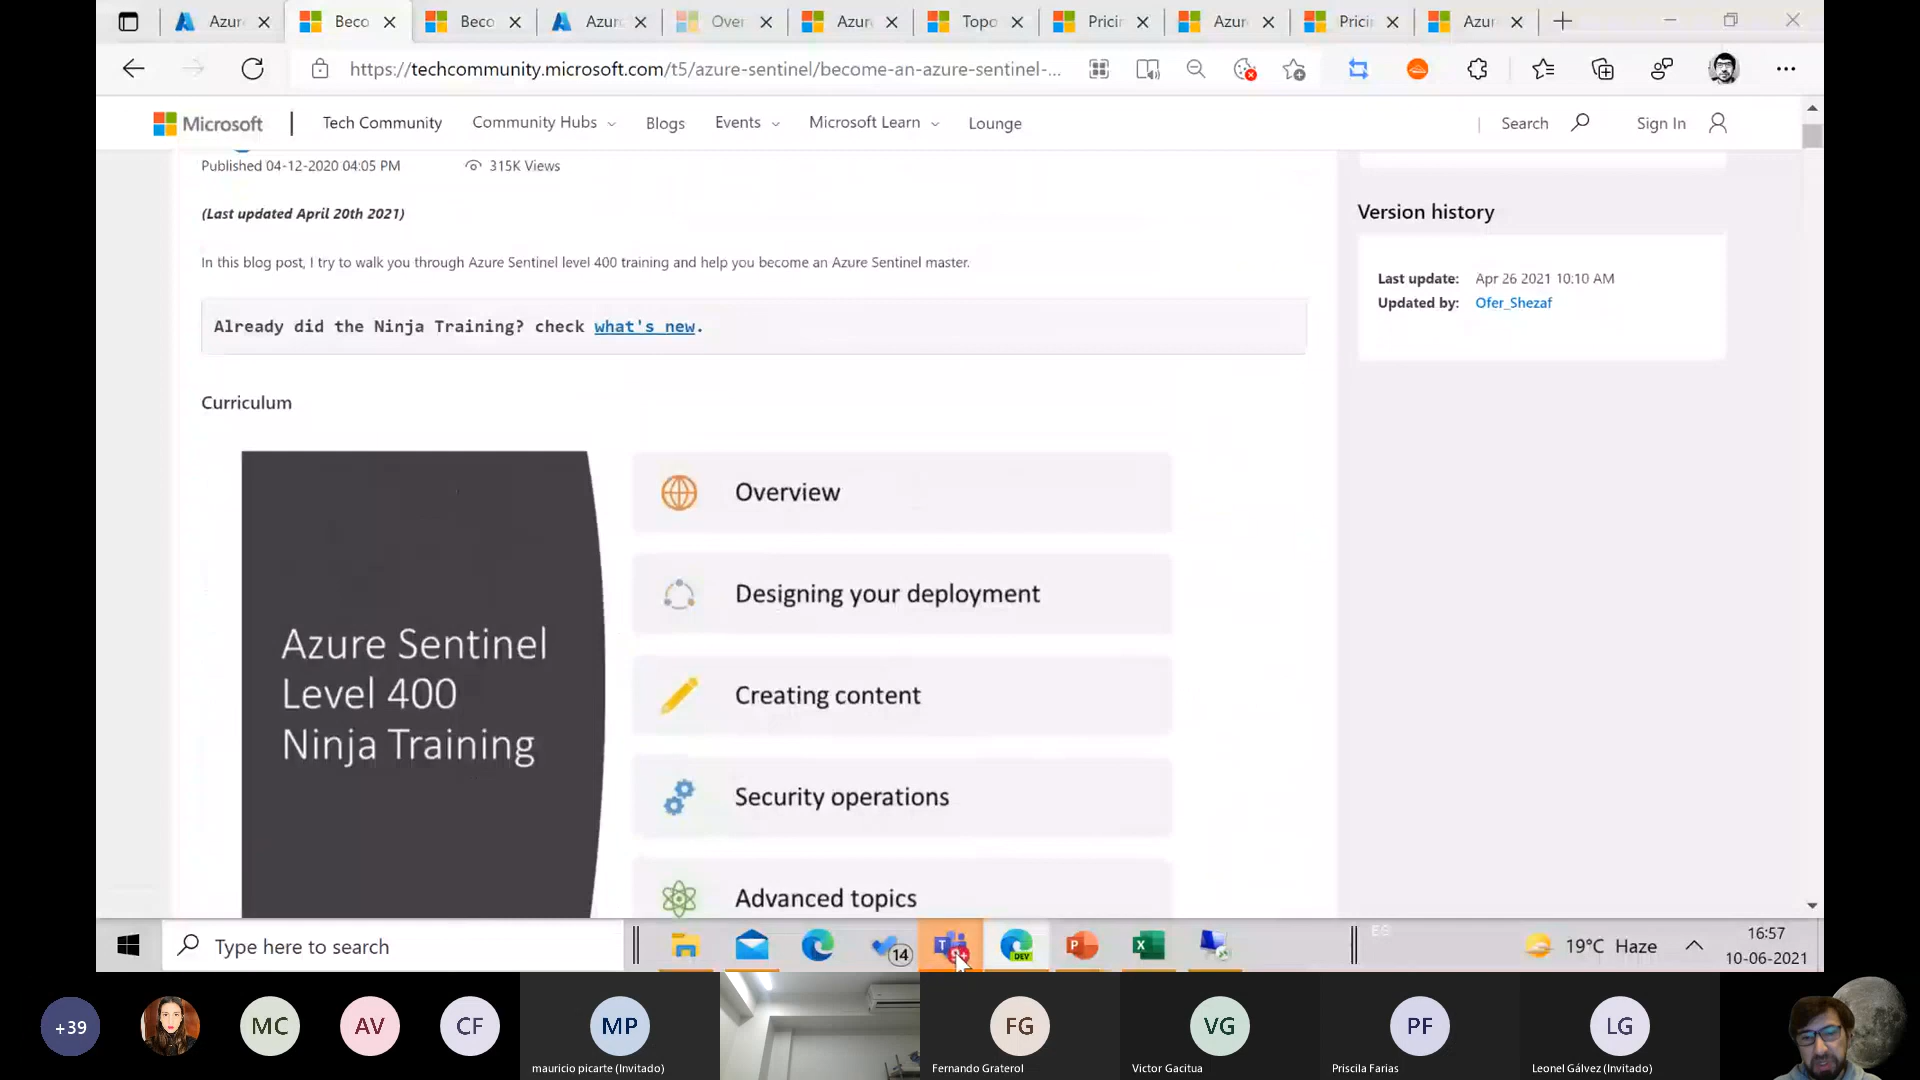 Azur
Beco
Beco
Azur
Over
Azur
Topo
Pricin
Azur
Pricin
Azur
https://techcommunity.microsoft.com/t5/azure-sentinel/become-an-azure-sentinel-...
Microsoft
Tech Community
Community Hubs
Blogs
Events
Microsoft Learn
Lounge
Search
Sign In
Published 04-12-2020 04:05 PM
315K Views
(Last updated April 20th 2021)
Version history
In this blog post, I try to walk you through Azure Sentinel level 400 training and help you become an Azure Sentinel master.
Last update: Apr 26 2021 10:10 AM
Updated by: Ofer_Shezaf
Already did the Ninja Training? check what's new.
Curriculum
Azure Sentinel
Level 400
Ninja Training
Overview
Designing your deployment
Creating content
Security operations
Advanced topics
Type here to search
14
DEV
ES
19°C Haze
16:57
10-06-2021
+39
MC
AV
CF
MP
mauricio picarte (Invitado)
FG
Fernando Graterol
VG
Victor Gacitua
PF
Priscila Farias
LG
Leonel Gálvez (Invitado)